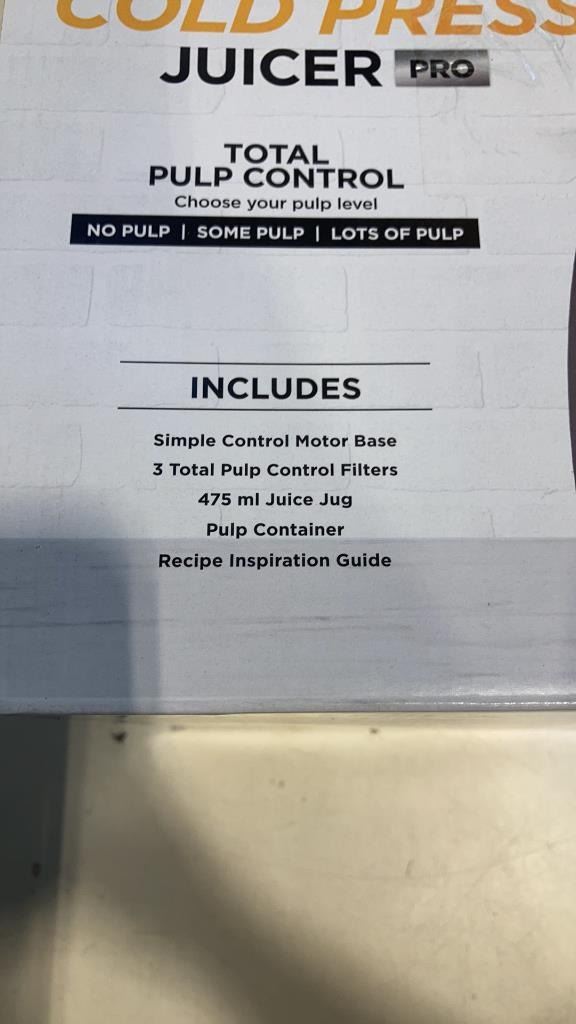 COLD PRESS
JUICER PRO
TOTAL
PULP CONTROL
Choose your pulp level
NO PULP | SOME PULP | LOTS OF PULP
INCLUDES
Simple Control Motor Base
3 Total Pulp Control Filters
475 ml Juice Jug
Pulp Container
Recipe Inspiration Guide